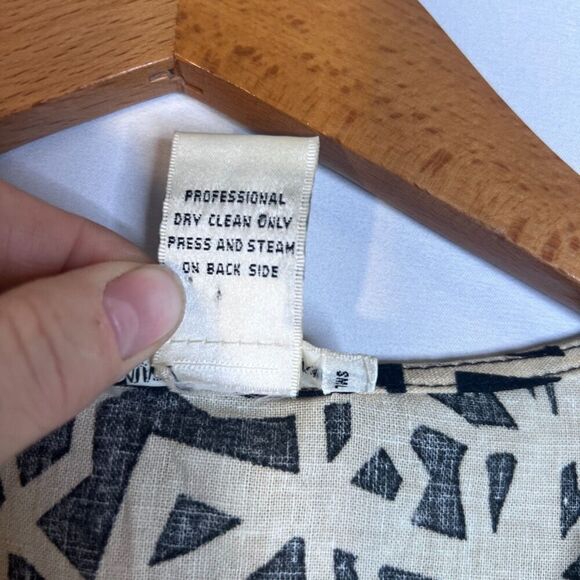 PROFESSIONAL
DRY CLEAN ONLY
PRESS AND STEAM
ON BACK SIDE